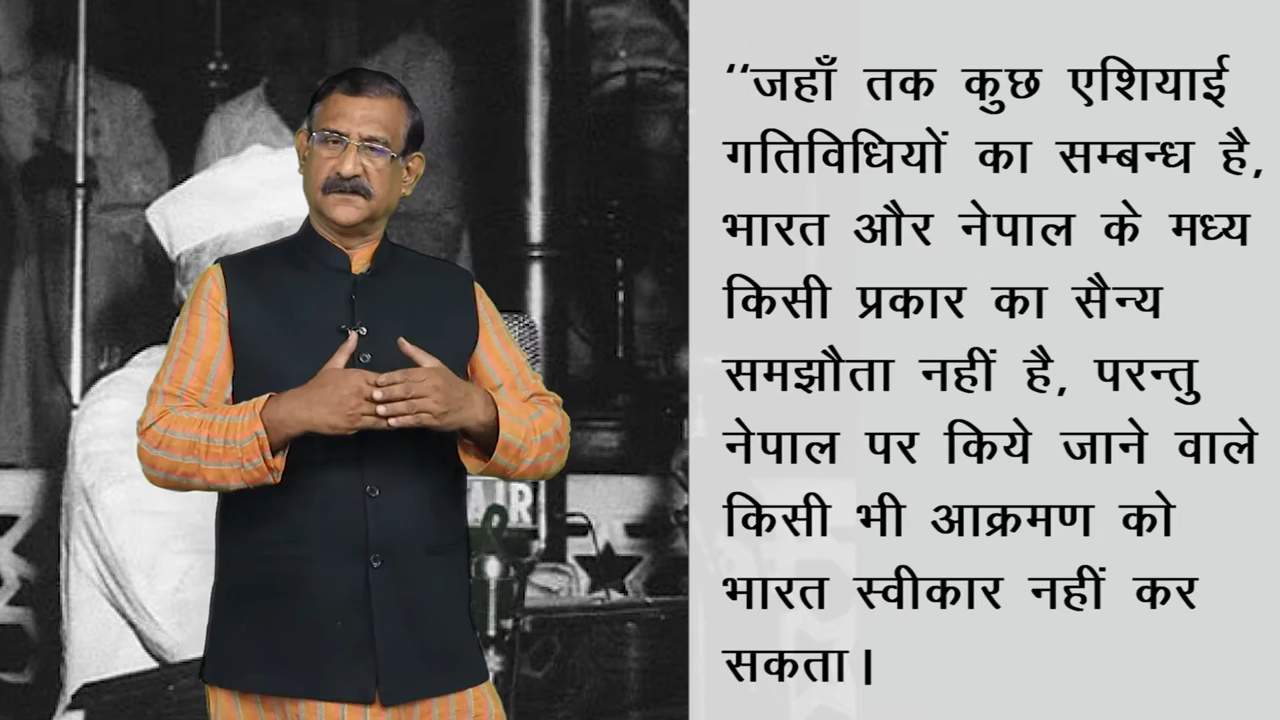 “जहाँ तक कुछ एशियाई
गतिविधियों का सम्बन्ध है,
भारत और नेपाल के मध्य
किसी प्रकार का सैन्य
समझौता नहीं है, परन्तु
नेपाल पर किये जाने वाले
किसी भी आक्रमण को
भारत स्वीकार नहीं कर
सकता।
AIR